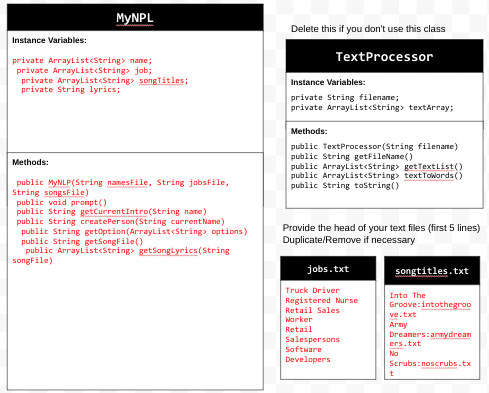 MyNPL
Instance Variables:
private ArrayList<String> name;
private ArrayList<String> job;
private ArrayList<String> songTitles;
private String lyrics;
Methods:
public MyNLP(String namesFile, String jobsFile,
String songsFile)
public void prompt()
public String getCurrentIntro(String name)
public String createPerson(String currentName)
public String getOption(ArrayList<String> options)
public String getSongFile()
public ArrayList<String> getSongLyrics(String
songFile)
Delete this if you don't use this class
TextProcessor
Instance Variables:
private String filename;
private ArrayList<String> textArray;
Methods:
public TextProcessor(String filename)
public String getFileName()
public ArrayList<String> getTextList()
public ArrayList<String> textToWords()
public String toString()
Provide the head of your text files (first 5 lines)
Duplicate/Remove if necessary
jobs.txt
Truck Driver
Registered Nurse
Retail Sales
Worker
Retail
Salespersons
Software
Developers
songtitles.txt
Into The
Groove:intothegroo
ve.txt
Army
Dreamers:armydream
ers.txt
No
Scrubs:noscrubs.tx
t